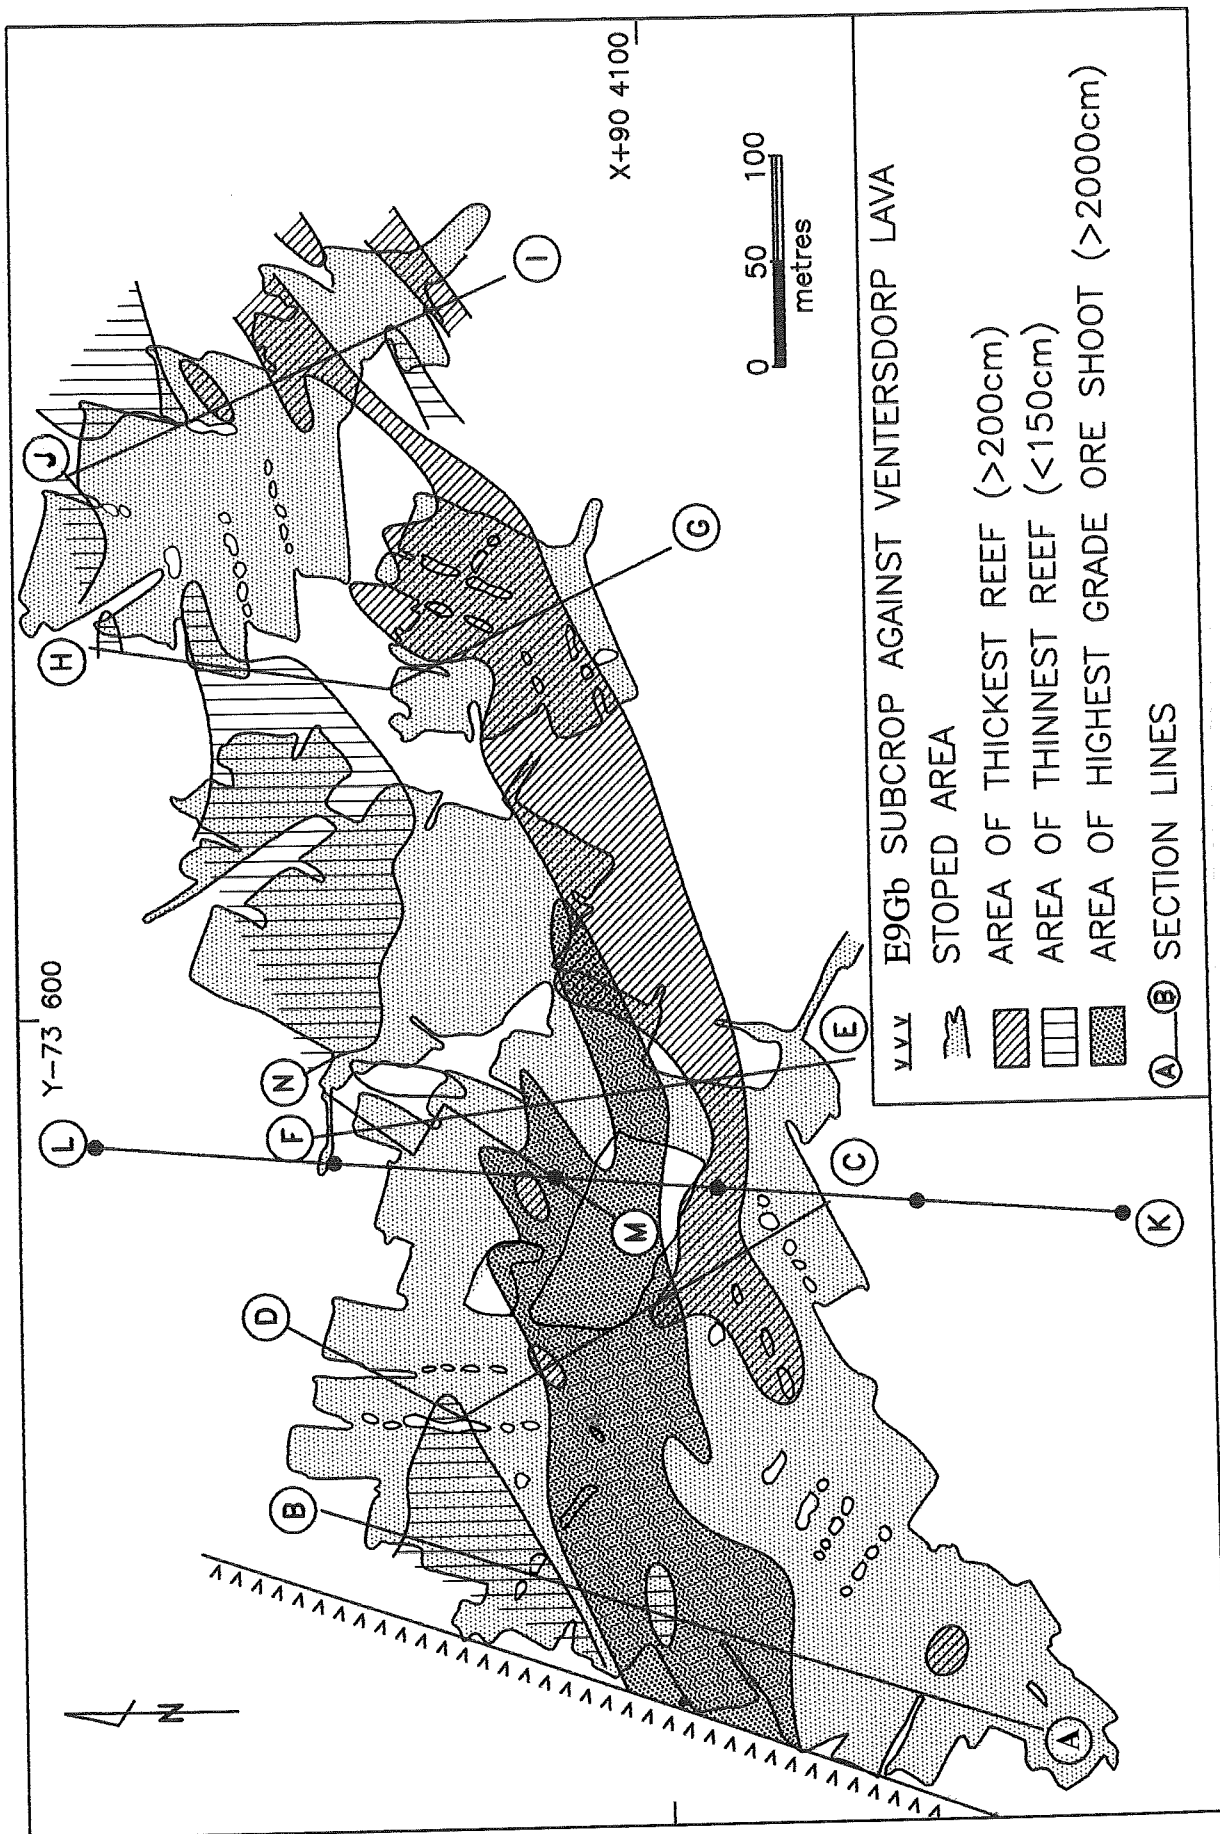 X+90 4100
Y-73 600
0 50 100
metres
J
I
H
G
N
L
F
E
M
C
K
D
B
A
N
E9Gb SUBCROP AGAINST VENTERSDORP LAVA
STOPED AREA
AREA OF THICKEST REEF (>200cm)
AREA OF THINNEST REEF (<150cm)
AREA OF HIGHEST GRADE ORE SHOOT (>2000cm)
A B SECTION LINES